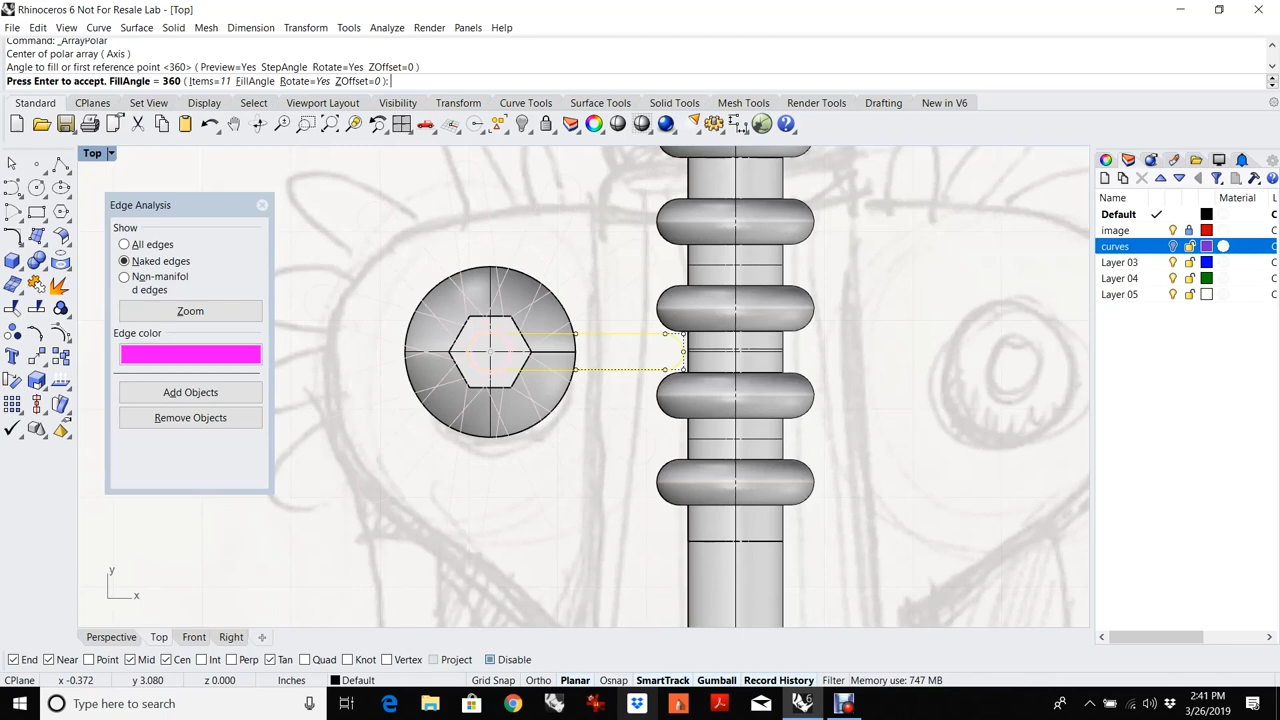 Rhinoceros 6 Not For Resale Lab - [Top]
File Edit View Curve Surface Solid Mesh Dimension Transform Tools Analyze Render Panels Help
Command: _ArrayPolar
Center of polar array ( Axis )
Angle to fill or first reference point <360> ( Preview=Yes StepAngle Rotate=Yes ZOffset=0 )
Press Enter to accept. FillAngle = 360 ( Items=11 FillAngle Rotate=Yes ZOffset=0 ):
Standard CPlanes Set View Display Select Viewport Layout Visibility Transform Curve Tools Surface Tools Solid Tools Mesh Tools Render Tools Drafting New in V6
Top
Edge Analysis
Show
All edges
Naked edges
Non-manifol
d edges
Zoom
Edge color
Add Objects
Remove Objects
Name Material L
Default C
image C
curves C
Layer 03 C
Layer 04 C
Layer 05 C
y
x
Perspective Top Front Right
End Near Point Mid Cen Int Perp Tan Quad Knot Vertex Project Disable
CPlane x -0.372 y 3.080 z 0.000 Inches Default Grid Snap Ortho Planar Osnap SmartTrack Gumball Record History Filter Memory use: 747 MB
Type here to search
2:41 PM
3/26/2019